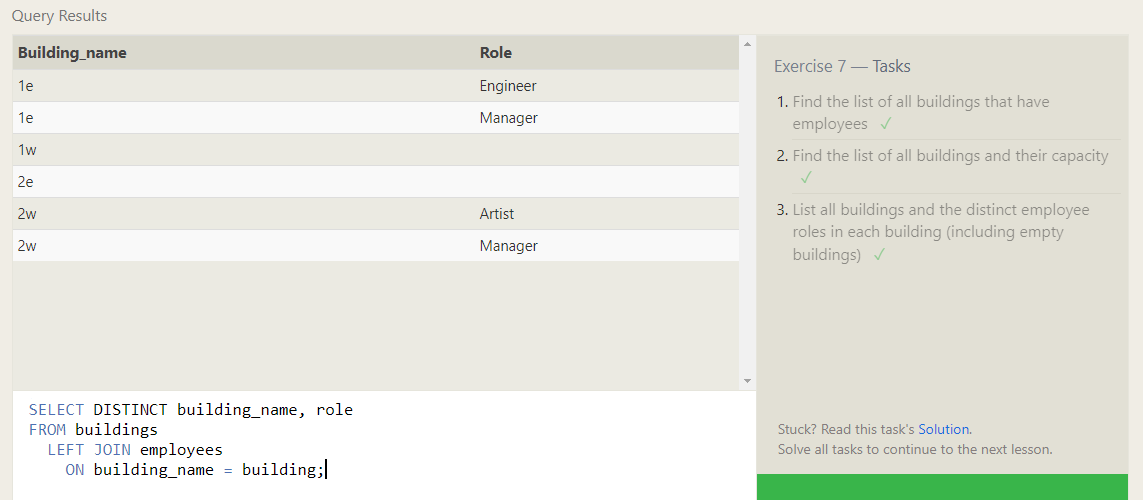 Query Results
Building_name Role
1e Engineer
1e Manager
1w
2e
2w Artist
2w Manager
SELECT DISTINCT building_name, role
FROM buildings
LEFT JOIN employees
ON building_name = building;
Exercise 7 — Tasks
1. Find the list of all buildings that have
employees ✓
2. Find the list of all buildings and their capacity
✓
3. List all buildings and the distinct employee
roles in each building (including empty
buildings) ✓
Stuck? Read this task's Solution.
Solve all tasks to continue to the next lesson.